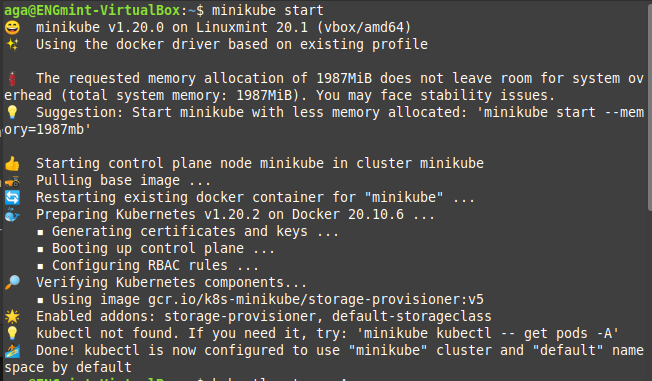 aga@ENGmint-VirtualBox:~$ minikube start
😄 minikube v1.20.0 on Linuxmint 20.1 (vbox/amd64)
✨ Using the docker driver based on existing profile
🧯 The requested memory allocation of 1987MiB does not leave room for system ov
erhead (total system memory: 1987MiB). You may face stability issues.
💡 Suggestion: Start minikube with less memory allocated: 'minikube start --mem
ory=1987mb'
👍 Starting control plane node minikube in cluster minikube
🚜 Pulling base image ...
🔄 Restarting existing docker container for "minikube" ...
🐳 Preparing Kubernetes v1.20.2 on Docker 20.10.6 ...
▪ Generating certificates and keys ...
▪ Booting up control plane ...
▪ Configuring RBAC rules ...
🔎 Verifying Kubernetes components...
▪ Using image gcr.io/k8s-minikube/storage-provisioner:v5
🌟 Enabled addons: storage-provisioner, default-storageclass
💡 kubectl not found. If you need it, try: 'minikube kubectl -- get pods -A'
🏄 Done! kubectl is now configured to use "minikube" cluster and "default" name
space by default